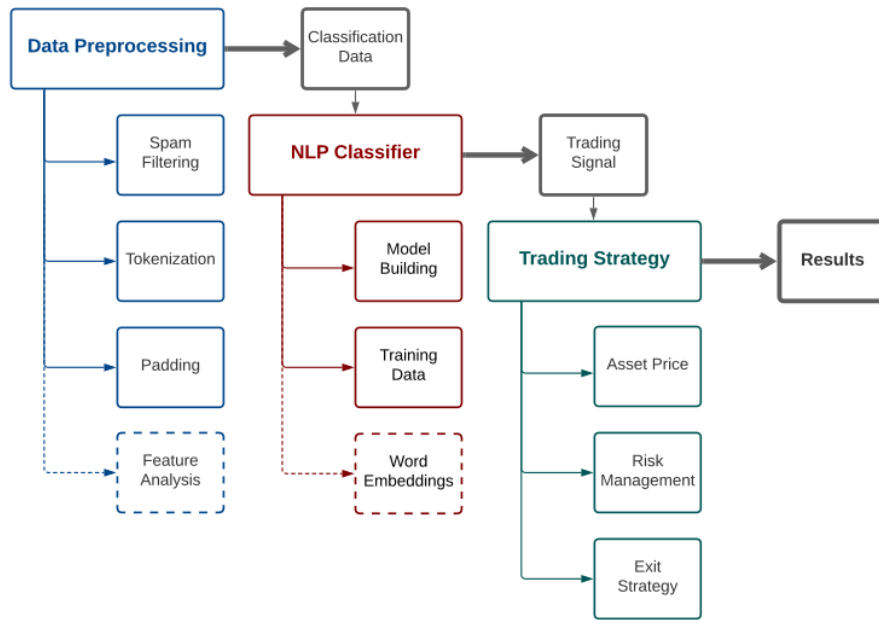 Data Preprocessing
Classification
Data
Spam
Filtering
NLP Classifier
Trading
Signal
Tokenization
Model
Building
Trading Strategy
Results
Padding
Training
Data
Asset Price
Feature
Analysis
Word
Embeddings
Risk
Management
Exit
Strategy